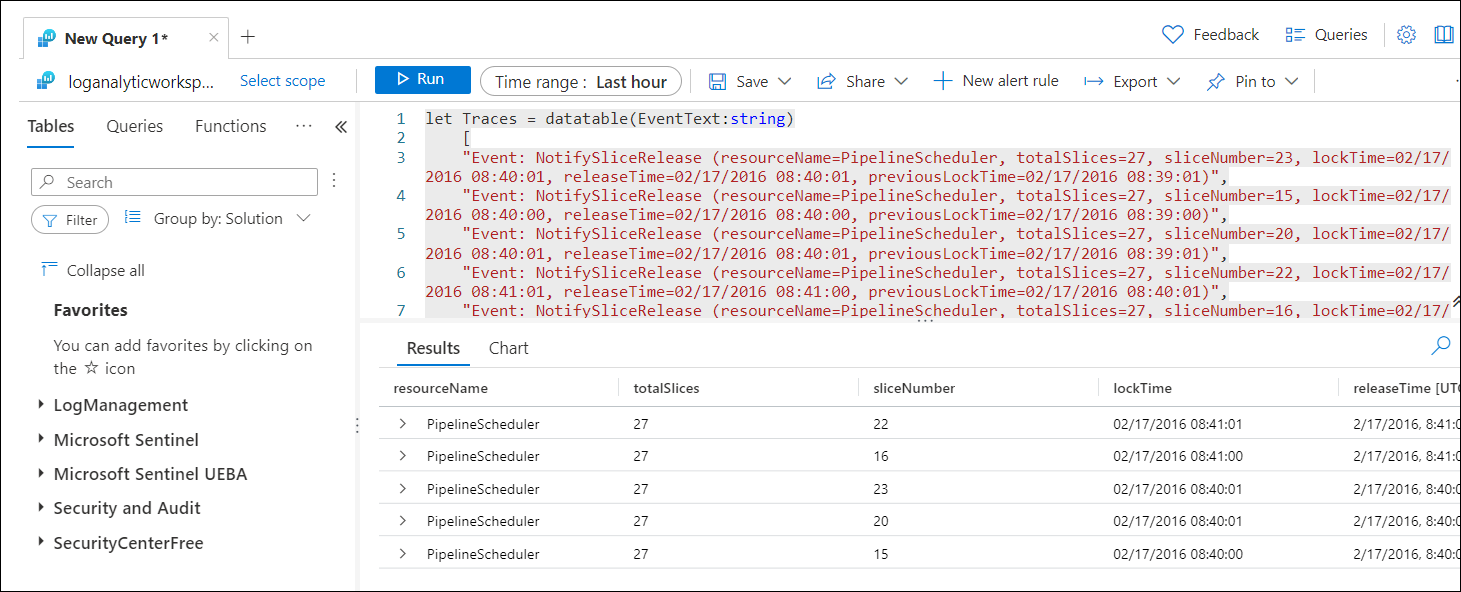 New Query 1*
Feedback
Queries
loganalyticworksp...
Select scope
Run
Time range : Last hour
Save
Share
New alert rule
Export
Pin to
Tables
Queries
Functions
Search
Filter
Group by: Solution
Collapse all
Favorites
You can add favorites by clicking on
the ☆ icon
LogManagement
Microsoft Sentinel
Microsoft Sentinel UEBA
Security and Audit
SecurityCenterFree
1 let Traces = datatable(EventText:string)
2 [
3 "Event: NotifySliceRelease (resourceName=PipelineScheduler, totalSlices=27, sliceNumber=23, lockTime=02/17/
2016 08:40:01, releaseTime=02/17/2016 08:40:01, previousLockTime=02/17/2016 08:39:01)",
4 "Event: NotifySliceRelease (resourceName=PipelineScheduler, totalSlices=27, sliceNumber=15, lockTime=02/17/
2016 08:40:00, releaseTime=02/17/2016 08:40:00, previousLockTime=02/17/2016 08:39:00)",
5 "Event: NotifySliceRelease (resourceName=PipelineScheduler, totalSlices=27, sliceNumber=20, lockTime=02/17/
2016 08:40:01, releaseTime=02/17/2016 08:40:01, previousLockTime=02/17/2016 08:39:01)",
6 "Event: NotifySliceRelease (resourceName=PipelineScheduler, totalSlices=27, sliceNumber=22, lockTime=02/17/
2016 08:41:01, releaseTime=02/17/2016 08:41:00, previousLockTime=02/17/2016 08:40:01)",
7 "Event: NotifySliceRelease (resourceName=PipelineScheduler, totalSlices=27, sliceNumber=16, lockTime=02/17/
Results
Chart
resourceName totalSlices sliceNumber lockTime releaseTime [UTC
PipelineScheduler 27 22 02/17/2016 08:41:01 2/17/2016, 8:41:0
PipelineScheduler 27 16 02/17/2016 08:41:00 2/17/2016, 8:41:0
PipelineScheduler 27 23 02/17/2016 08:40:01 2/17/2016, 8:40:0
PipelineScheduler 27 20 02/17/2016 08:40:01 2/17/2016, 8:40:0
PipelineScheduler 27 15 02/17/2016 08:40:00 2/17/2016, 8:40:0